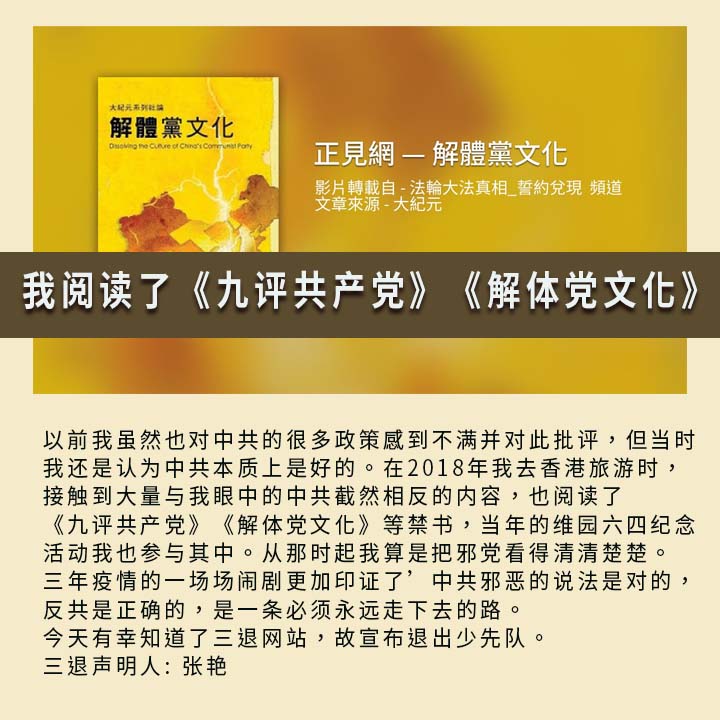 大紀元系列社論
解體黨文化
Dissolving the Culture of China's Communist Party
正見網 — 解體黨文化
影片轉載自 - 法輪大法真相_誓約兌現 頻道
文章來源 - 大紀元
我阅读了《九评共产党》《解体党文化》
以前我虽然也对中共的很多政策感到不满并对此批评，但当时
我还是认为中共本质上是好的。在2018年我去香港旅游时，
接触到大量与我眼中的中共截然相反的内容，也阅读了
《九评共产党》《解体党文化》等禁书，当年的维园六四纪念
活动我也参与其中。从那时起我算是把邪党看得清清楚楚。
三年疫情的一场场闹剧更加印证了’中共邪恶的说法是对的，
反共是正确的，是一条必须永远走下去的路。
今天有幸知道了三退网站，故宣布退出少先队。
三退声明人: 张艳